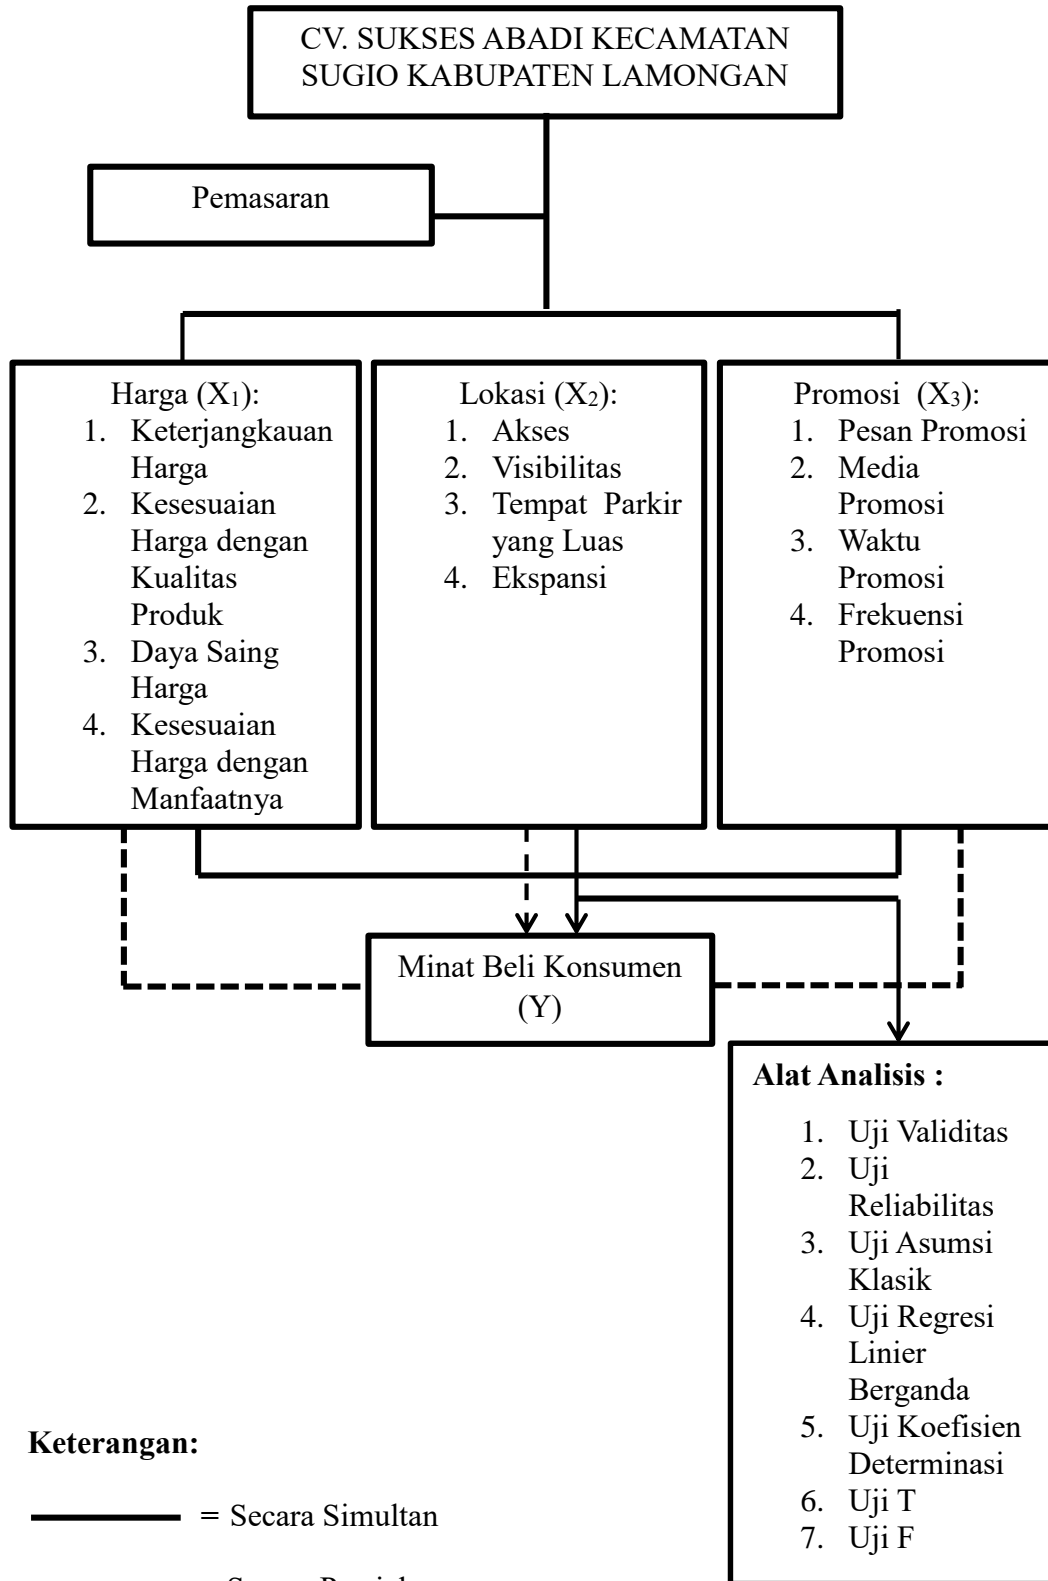 CV. SUKSES ABADI KECAMATAN
SUGIO KABUPATEN LAMONGAN
Pemasaran
Harga (X₁):
1. Keterjangkauan
Harga
2. Kesesuaian
Harga dengan
Kualitas
Produk
3. Daya Saing
Harga
4. Kesesuaian
Harga dengan
Manfaatnya
Lokasi (X₂):
1. Akses
2. Visibilitas
3. Tempat Parkir
yang Luas
4. Ekspansi
Promosi (X₃):
1. Pesan Promosi
2. Media
Promosi
3. Waktu
Promosi
4. Frekuensi
Promosi
Minat Beli Konsumen
(Y)
Alat Analisis :
1. Uji Validitas
2. Uji
Reliabilitas
3. Uji Asumsi
Klasik
4. Uji Regresi
Linier
Berganda
5. Uji Koefisien
Determinasi
6. Uji T
7. Uji F
Keterangan:
= Secara Simultan